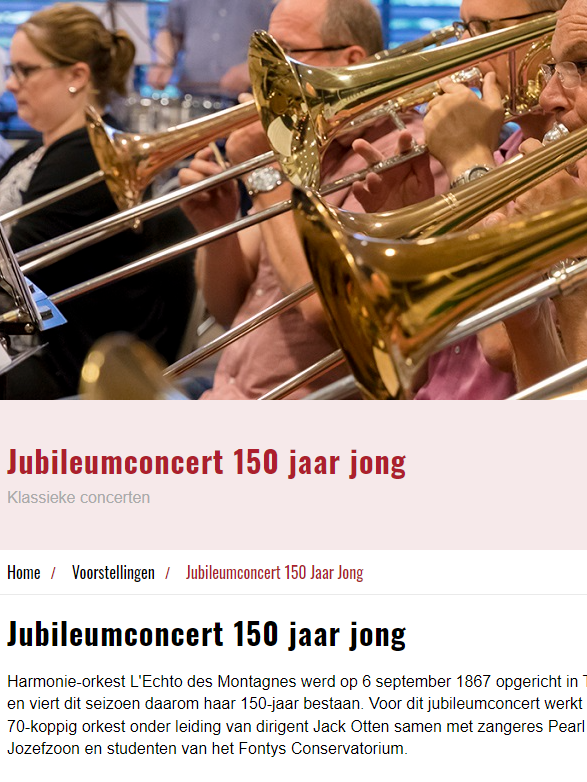 Jubileumconcert 150 jaar jong
Klassieke concerten
Home / Voorstellingen / Jubileumconcert 150 Jaar Jong
Jubileumconcert 150 jaar jong
Harmonie-orkest L'Echto des Montagnes werd op 6 september 1867 opgericht in
en viert dit seizoen daarom haar 150-jaar bestaan. Voor dit jubileumconcert werkt
70-koppig orkest onder leiding van dirigent Jack Otten samen met zangeres Pearl
Jozefzoon en studenten van het Fontys Conservatorium.